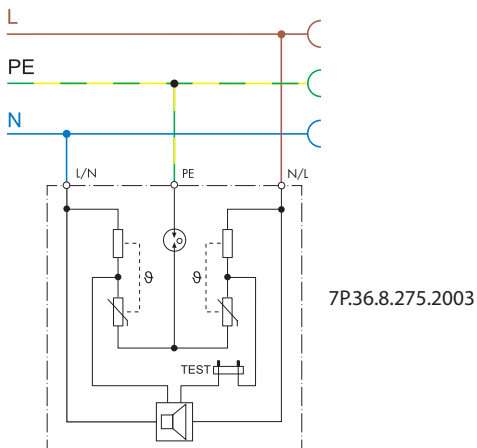 L
PE
N
L/N
PE
N/L
ϑ
ϑ
7P.36.8.275.2003
TEST